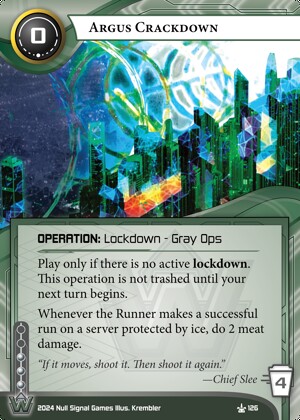 0
Argus Crackdown
OPERATION: Lockdown - Gray Ops
Play only if there is no active lockdown.
This operation is not trashed until your
next turn begins.
Whenever the Runner makes a successful
run on a server protected by ice, do 2 meat
damage.
“If it moves, shoot it. Then shoot it again.”
—Chief Slee
4
2024 Null Signal Games Illus. Krembler
126